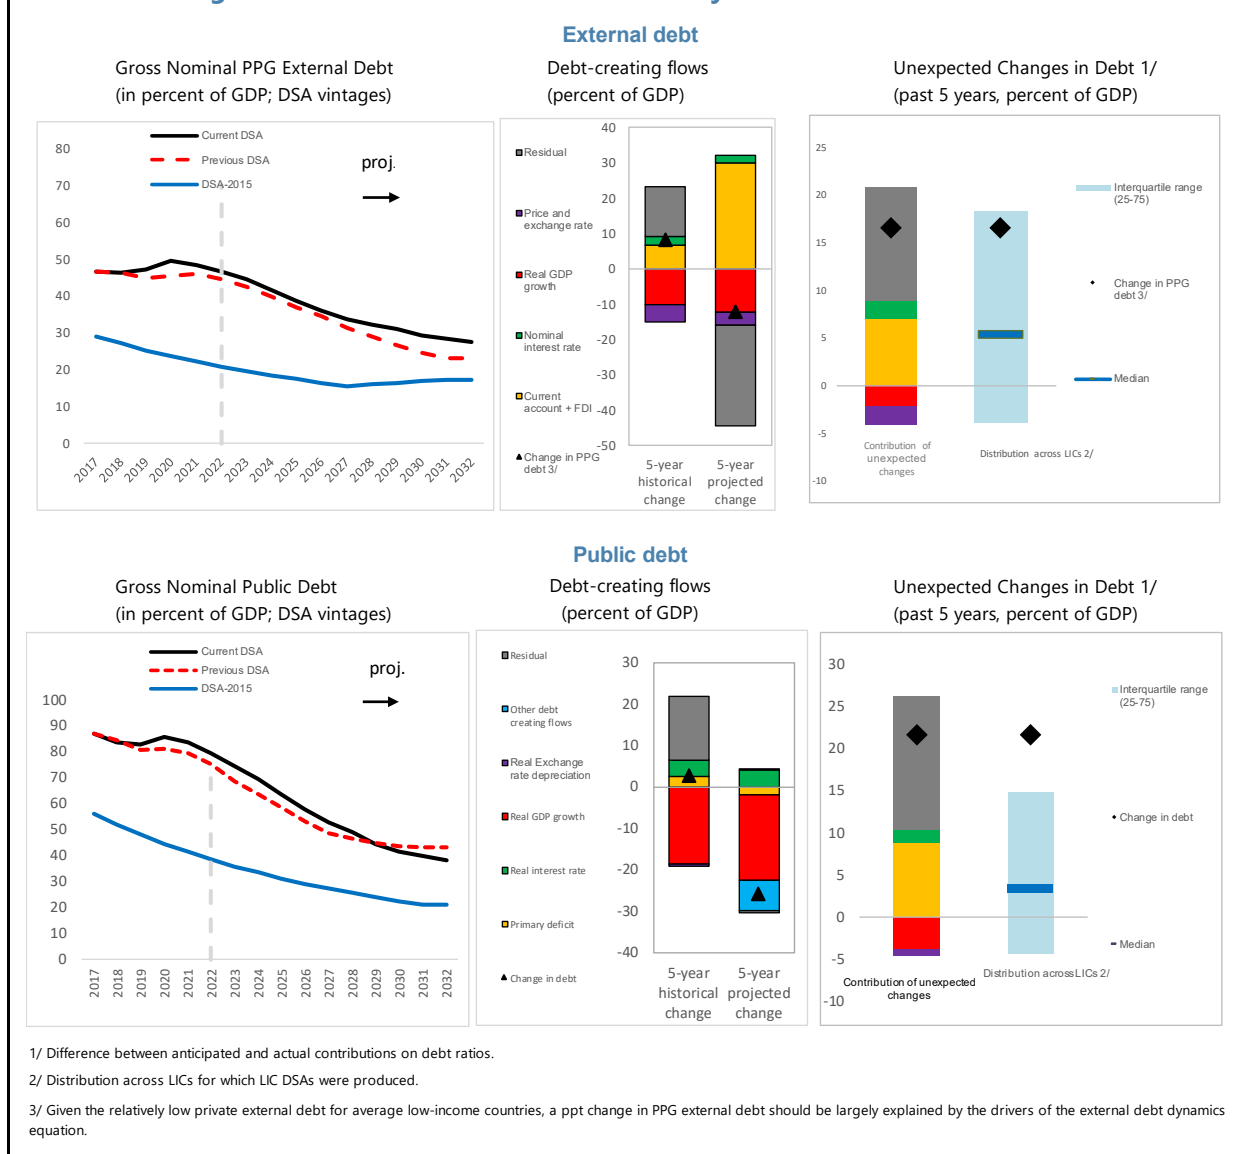 External debt
Gross Nominal PPG External Debt
(in percent of GDP; DSA vintages)
Current DSA
Previous DSA
DSA-2015
proj.
80
70
60
50
40
30
20
10
0
2017
2018
2019
2020
2021
2022
2023
2024
2025
2026
2027
2028
2029
2030
2031
2032
Debt-creating flows
(percent of GDP)
Residual
Price and
exchange rate
Real GDP
growth
Nominal
interest rate
Current
account + FDI
Change in PPG
debt 3/
40
30
20
10
0
-10
-20
-30
-40
-50
5-year
historical
change
5-year
projected
change
Unexpected Changes in Debt 1/
(past 5 years, percent of GDP)
25
20
15
10
5
0
-5
-10
Contribution of
unexpected
changes
Distribution across LICs 2/
Interquartile range
(25-75)
Change in PPG
debt 3/
Median
Public debt
Gross Nominal Public Debt
(in percent of GDP; DSA vintages)
Current DSA
Previous DSA
DSA-2015
proj.
100
90
80
70
60
50
40
30
20
10
0
2017
2018
2019
2020
2021
2022
2023
2024
2025
2026
2027
2028
2029
2030
2031
2032
Debt-creating flows
(percent of GDP)
Residual
Other debt
creating flows
Real Exchange
rate depreciation
Real GDP growth
Real interest rate
Primary deficit
Change in debt
30
20
10
0
-10
-20
-30
-40
5-year
historical
change
5-year
projected
change
Unexpected Changes in Debt 1/
(past 5 years, percent of GDP)
30
25
20
15
10
5
0
-5
-10
Contribution of unexpected
changes
Distribution across LICs 2/
Interquartile range
(25-75)
Change in debt
Median
1/ Difference between anticipated and actual contributions on debt ratios.
2/ Distribution across LICs for which LIC DSAs were produced.
3/ Given the relatively low private external debt for average low-income countries, a ppt change in PPG external debt should be largely explained by the drivers of the external debt dynamics
equation.